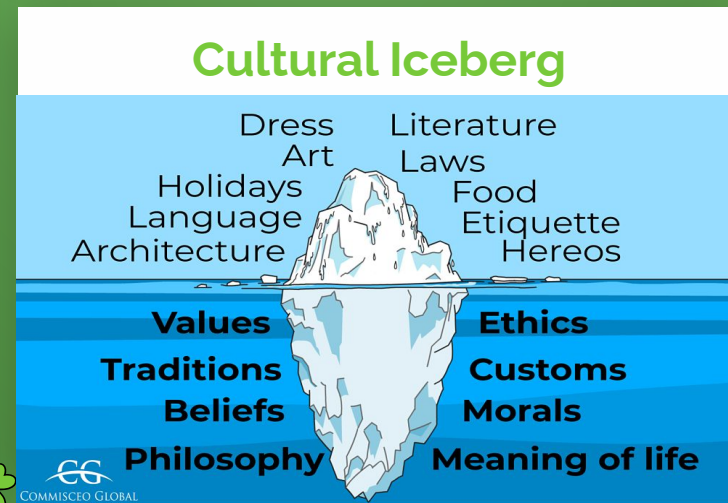 Cultural Iceberg
Dress Literature
Art Laws
Holidays Food
Language Etiquette
Architecture Hereos
Values Ethics
Traditions Customs
Beliefs Morals
Philosophy Meaning of life
CG
COMMISCEO GLOBAL